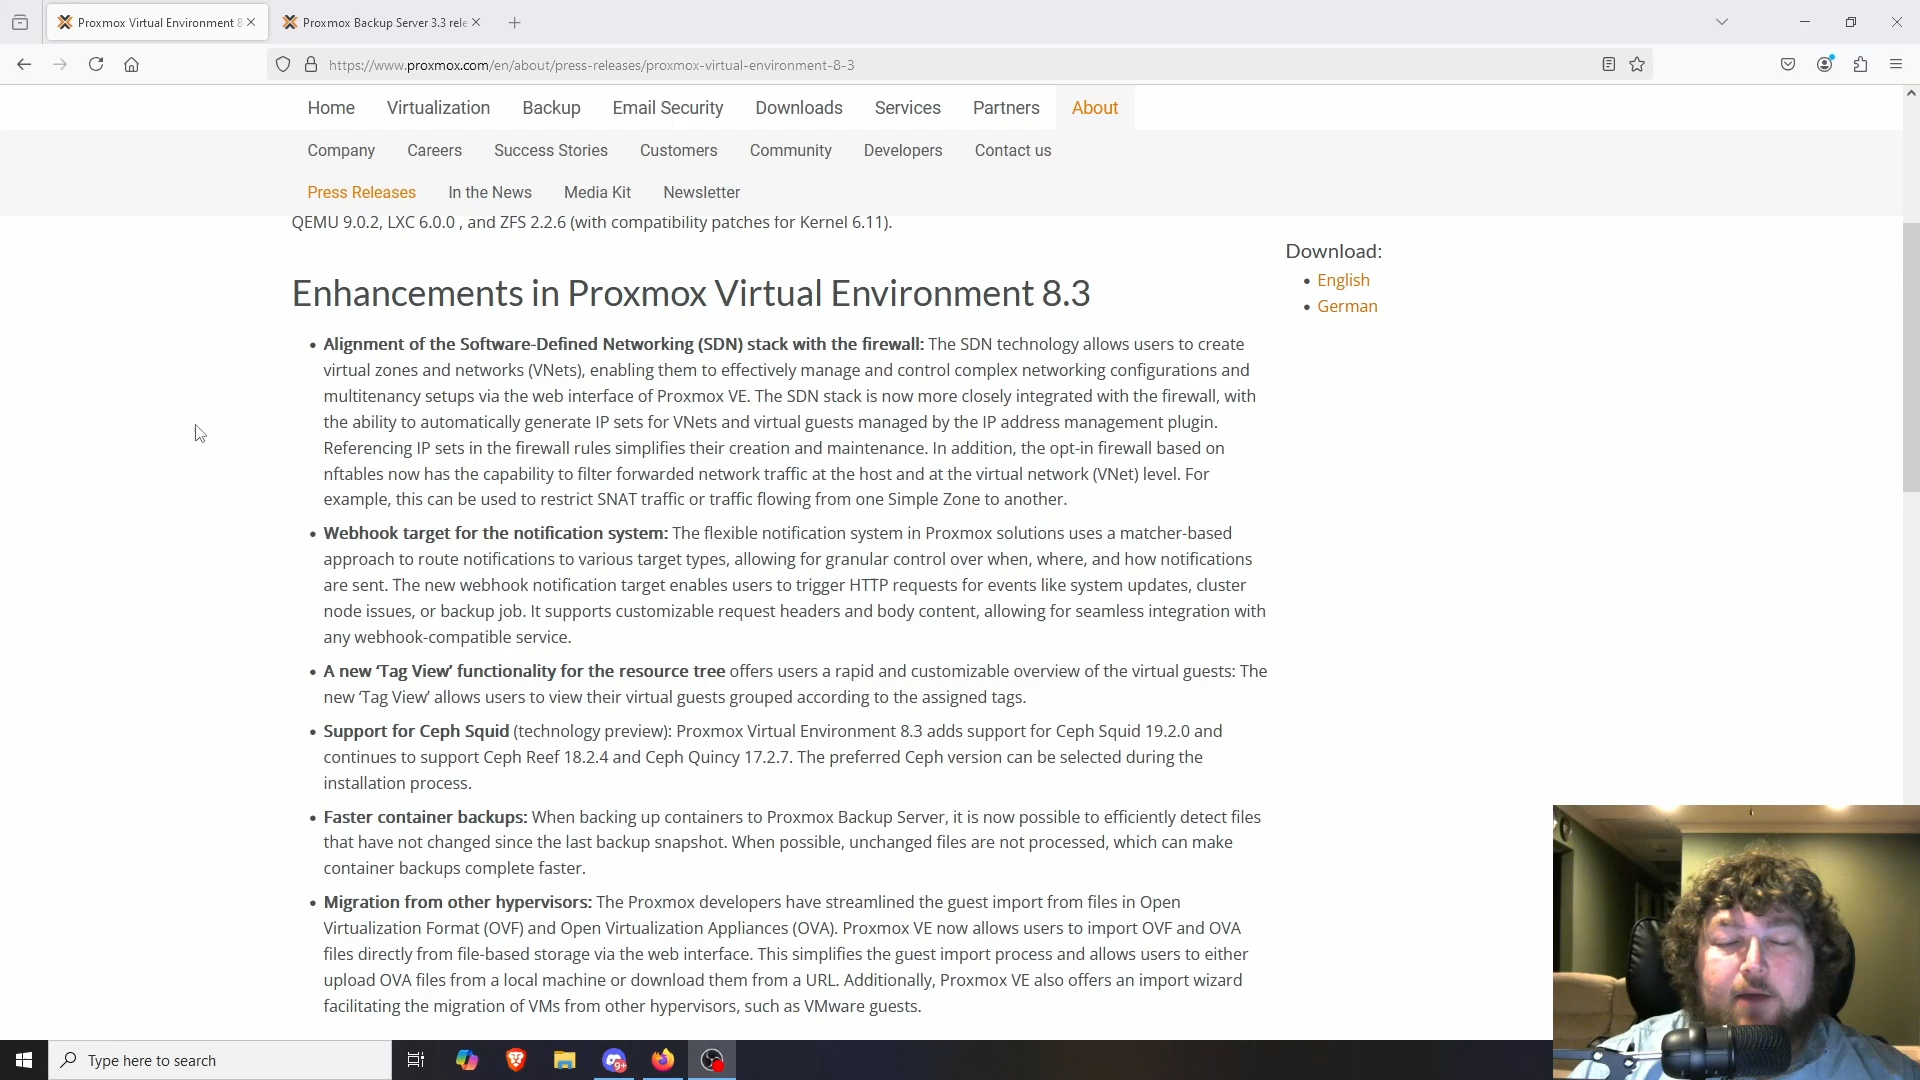 Proxmox Virtual Environment 8
Proxmox Backup Server 3.3 rele
https://www.proxmox.com/en/about/press-releases/proxmox-virtual-environment-8-3
Home Virtualization Backup Email Security Downloads Services Partners About
Company Careers Success Stories Customers Community Developers Contact us
Press Releases In the News Media Kit Newsletter
QEMU 9.0.2, LXC 6.0.0 , and ZFS 2.2.6 (with compatibility patches for Kernel 6.11).
Download:
• English
• German
Enhancements in Proxmox Virtual Environment 8.3
• Alignment of the Software-Defined Networking (SDN) stack with the firewall: The SDN technology allows users to create
virtual zones and networks (VNets), enabling them to effectively manage and control complex networking configurations and
multitenancy setups via the web interface of Proxmox VE. The SDN stack is now more closely integrated with the firewall, with
the ability to automatically generate IP sets for VNets and virtual guests managed by the IP address management plugin.
Referencing IP sets in the firewall rules simplifies their creation and maintenance. In addition, the opt-in firewall based on
nftables now has the capability to filter forwarded network traffic at the host and at the virtual network (VNet) level. For
example, this can be used to restrict SNAT traffic or traffic flowing from one Simple Zone to another.
• Webhook target for the notification system: The flexible notification system in Proxmox solutions uses a matcher-based
approach to route notifications to various target types, allowing for granular control over when, where, and how notifications
are sent. The new webhook notification target enables users to trigger HTTP requests for events like system updates, cluster
node issues, or backup job. It supports customizable request headers and body content, allowing for seamless integration with
any webhook-compatible service.
• A new ‘Tag View’ functionality for the resource tree offers users a rapid and customizable overview of the virtual guests: The
new ‘Tag View’ allows users to view their virtual guests grouped according to the assigned tags.
• Support for Ceph Squid (technology preview): Proxmox Virtual Environment 8.3 adds support for Ceph Squid 19.2.0 and
continues to support Ceph Reef 18.2.4 and Ceph Quincy 17.2.7. The preferred Ceph version can be selected during the
installation process.
• Faster container backups: When backing up containers to Proxmox Backup Server, it is now possible to efficiently detect files
that have not changed since the last backup snapshot. When possible, unchanged files are not processed, which can make
container backups complete faster.
• Migration from other hypervisors: The Proxmox developers have streamlined the guest import from files in Open
Virtualization Format (OVF) and Open Virtualization Appliances (OVA). Proxmox VE now allows users to import OVF and OVA
files directly from file-based storage via the web interface. This simplifies the guest import process and allows users to either
upload OVA files from a local machine or download them from a URL. Additionally, Proxmox VE also offers an import wizard
facilitating the migration of VMs from other hypervisors, such as VMware guests.
Type here to search
9+